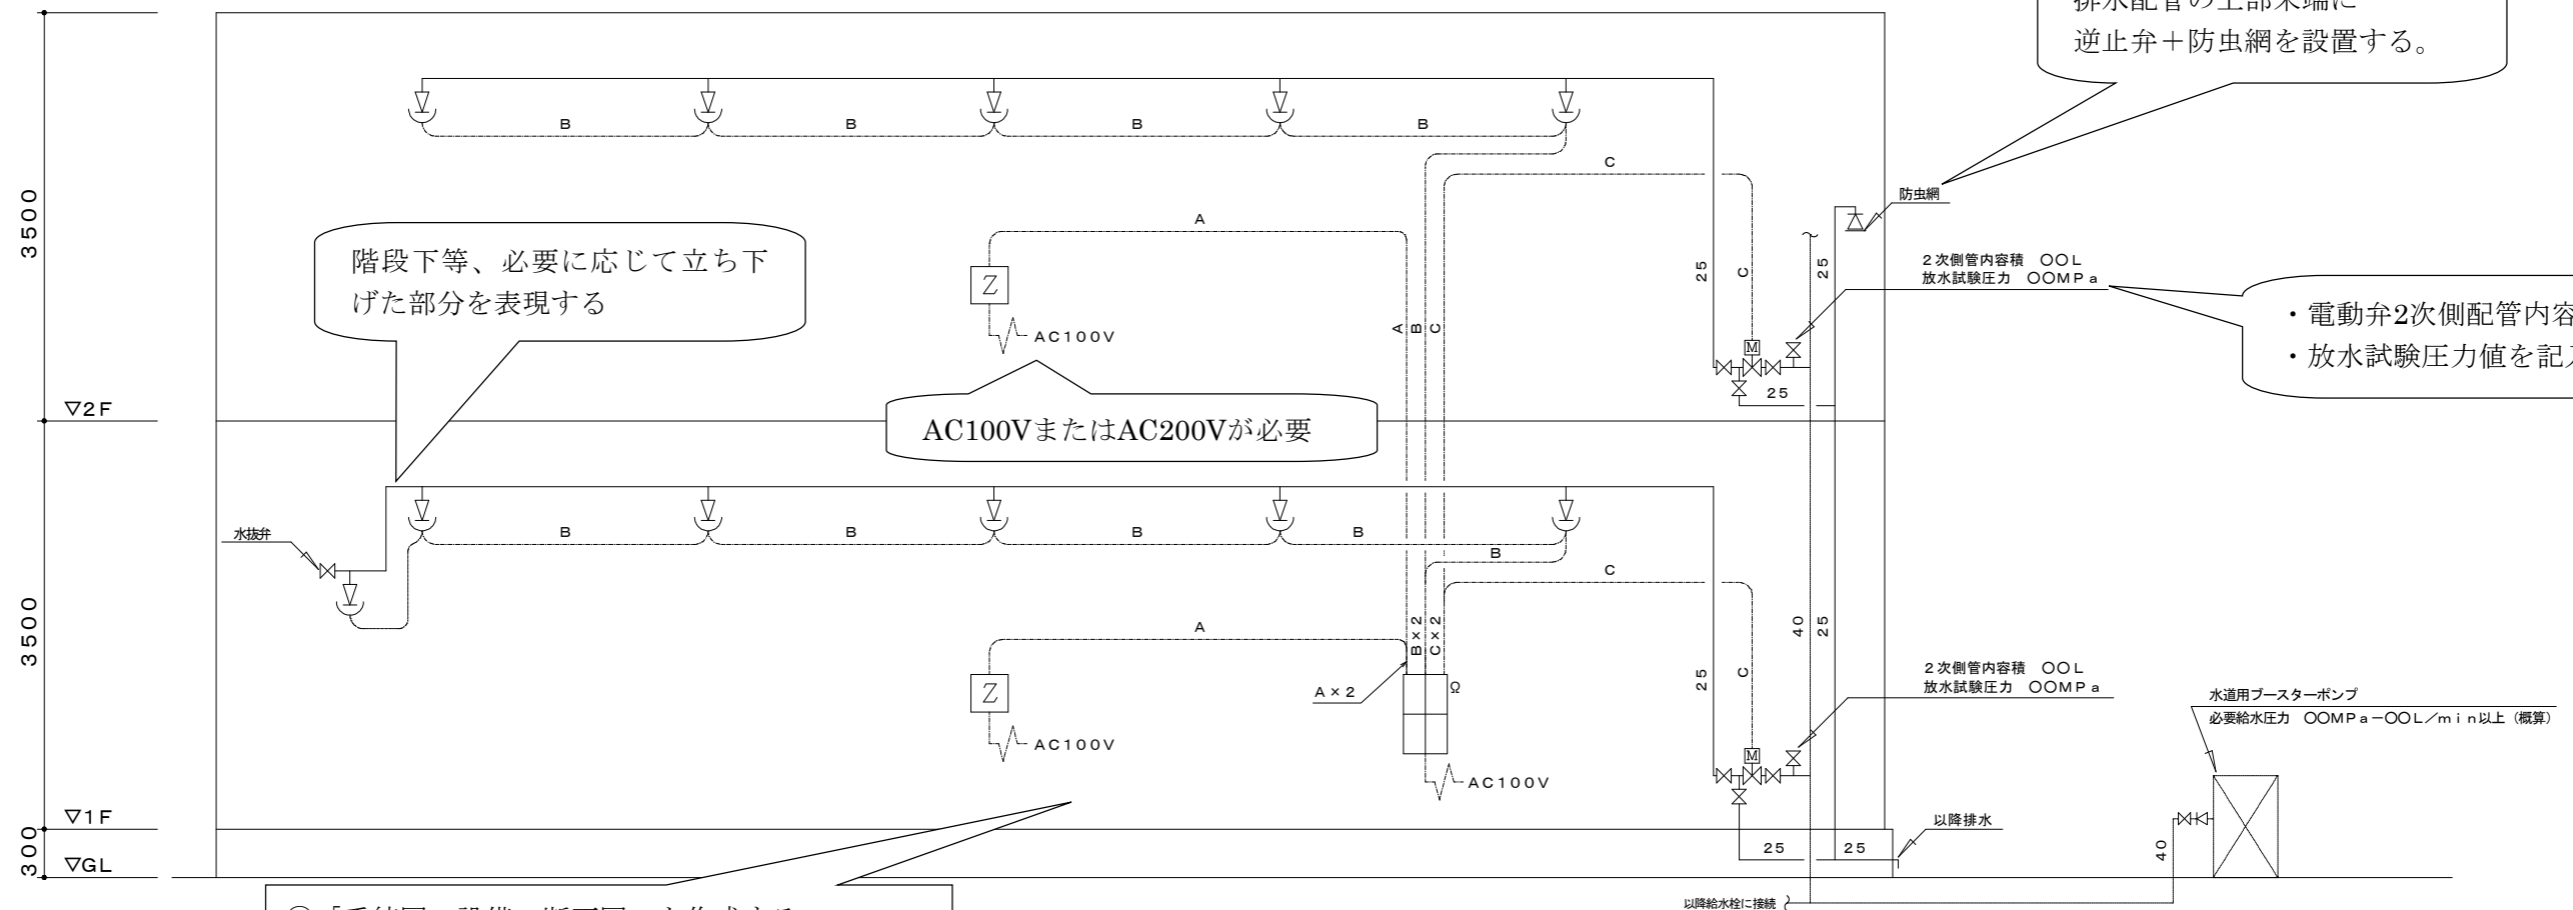 排水配管の上部末端に
逆止弁＋防虫網を設置する。
B
B
B
B
C
防虫網
3500
A
階段下等、必要に応じて立ち下
げた部分を表現する
Z
AC100V
A
B
C
25
C
25
2次側管内容積 〇〇L
放水試験圧力 〇〇MPa
・電動弁2次側配管内容
・放水試験圧力値を記
M
25
▽2F
AC100VまたはAC200Vが必要
水抜弁
B
B
B
B
B
C
3500
A
A×2
B×2
C×2
Ω
25
C
40
25
Z
AC100V
AC100V
M
2次側管内容積 〇〇L
放水試験圧力 〇〇MPa
水道用ブースターポンプ
必要給水圧力 〇〇MPa－〇〇L／min以上（概算）
▽1F
300
以降排水
25
25
40
▽GL
以降給水栓に接続